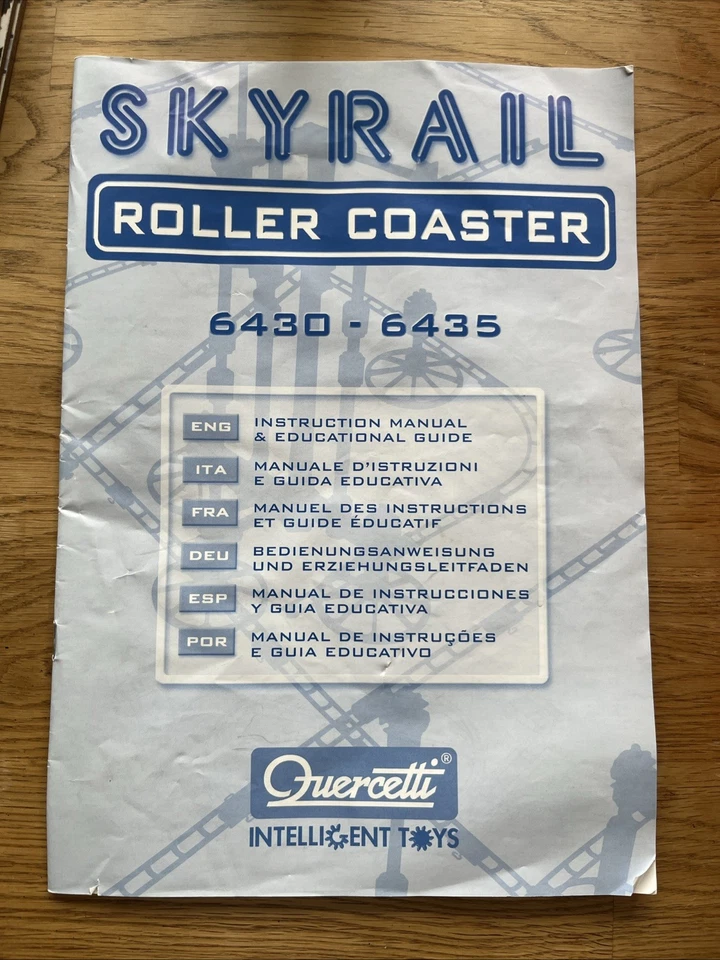 SKYRAIL
ROLLER COASTER
6430 - 6435
ENG INSTRUCTION MANUAL
& EDUCATIONAL GUIDE
ITA MANUALE D'ISTRUZIONI
E GUIDA EDUCATIVA
FRA MANUEL DES INSTRUCTIONS
ET GUIDE ÉDUCATIF
DEU BEDIENUNGSANWEISUNG
UND ERZIEHUNGSLEITFADEN
ESP MANUAL DE INSTRUCCIONES
Y GUIA EDUCATIVA
POR MANUAL DE INSTRUÇÕES
E GUIA EDUCATIVO
Quercetti®
INTELLIGENT TOYS